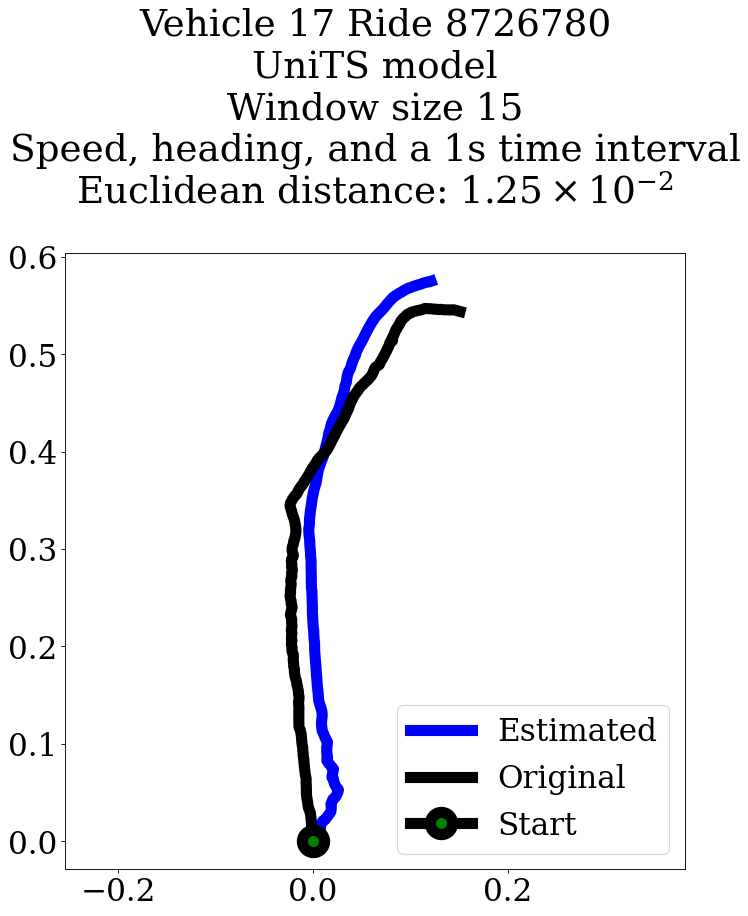 Vehicle 17 Ride 8726780
UniTS model
Window size 15
Speed, heading, and a 1s time interval
Euclidean distance: 1.25 × 10⁻²
0.6
0.5
0.4
0.3
0.2
0.1
0.0
−0.2 0.0 0.2
Estimated
Original
Start